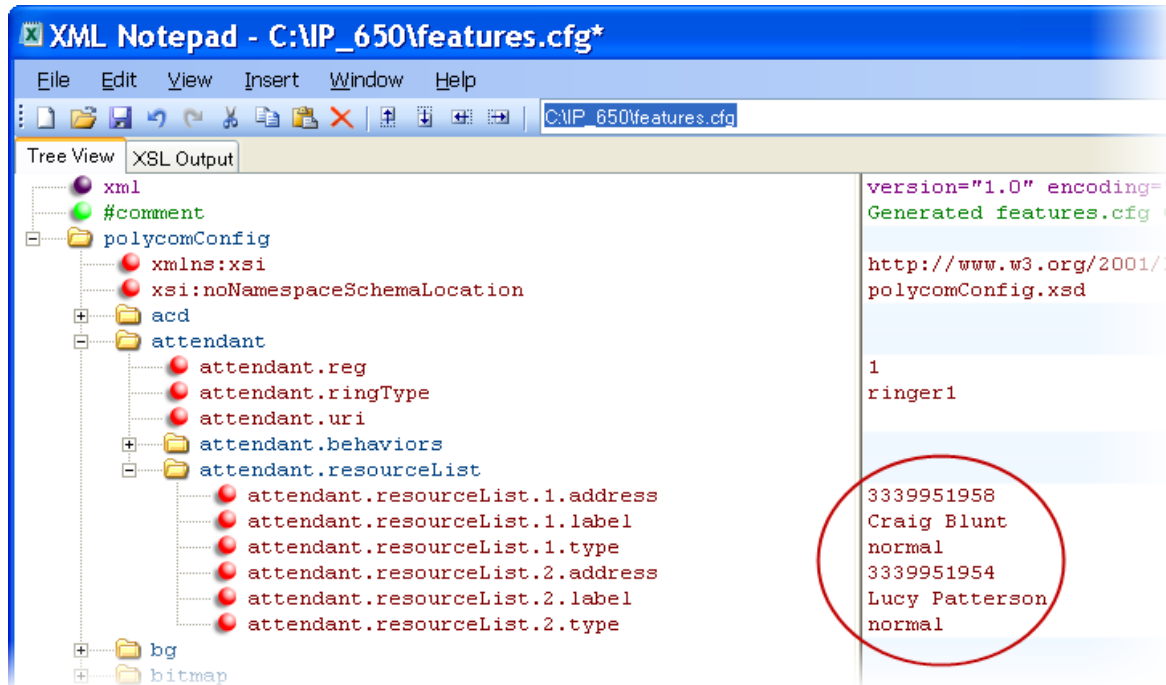 XML Notepad - C:\IP_650\features.cfg*
File Edit View Insert Window Help
C:\IP_650\features.cfg
Tree View XSL Output
xml version="1.0" encoding=
#comment Generated features.cfg
polycomConfig
xmlns:xsi http://www.w3.org/2001/
xsi:noNamespaceSchemaLocation polycomConfig.xsd
acd
attendant
attendant.reg 1
attendant.ringType ringer1
attendant.uri
attendant.behaviors
attendant.resourceList
attendant.resourceList.1.address 3339951958
attendant.resourceList.1.label Craig Blunt
attendant.resourceList.1.type normal
attendant.resourceList.2.address 3339951954
attendant.resourceList.2.label Lucy Patterson
attendant.resourceList.2.type normal
bg
bitmap